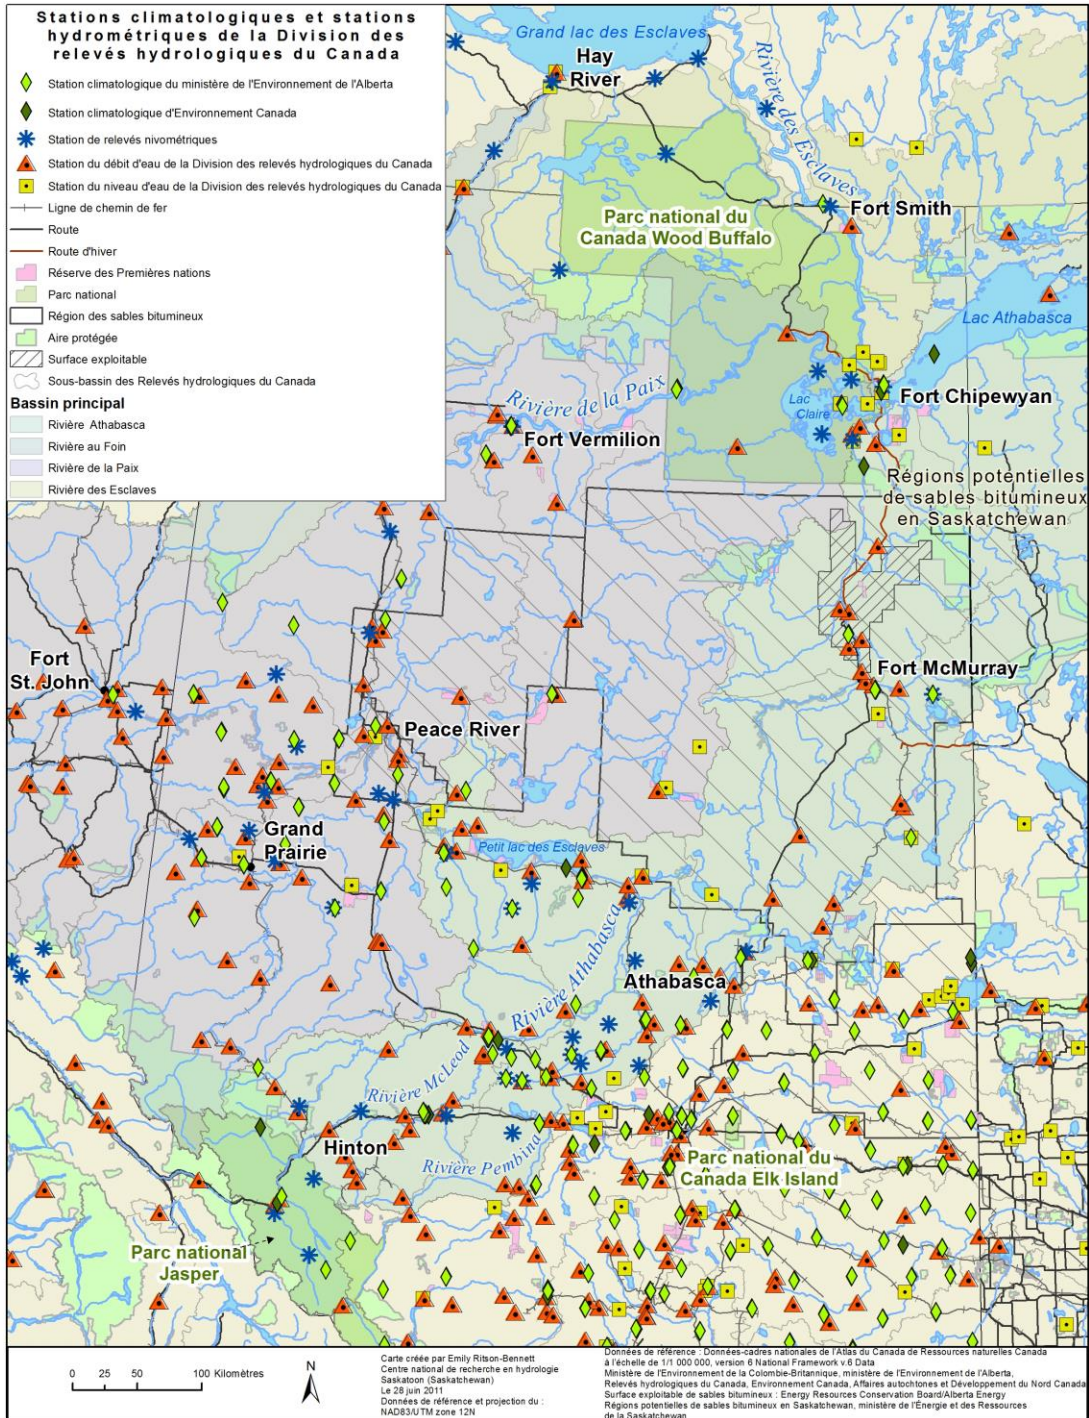 Stations climatologiques et stations
hydrométriques de la Division des
relevés hydrologiques du Canada
Station climatologique du ministère de l'Environnement de l'Alberta
Station climatologique d'Environnement Canada
Station de relevés nivométriques
Station du débit d'eau de la Division des relevés hydrologiques du Canada
Station du niveau d'eau de la Division des relevés hydrologiques du Canada
Ligne de chemin de fer
Route
Route d'hiver
Réserve des Premières nations
Parc national
Région des sables bitumineux
Aire protégée
Surface exploitable
Sous-bassin des Relevés hydrologiques du Canada
Bassin principal
Rivière Athabasca
Rivière au Foin
Rivière de la Paix
Rivière des Esclaves
Grand lac des Esclaves
Hay
River
Rivière des Esclaves
Fort Smith
Parc national du
Canada Wood Buffalo
Lac Athabasca
Rivière de la Paix
Lac
Claire
Fort Chipewyan
Fort Vermilion
Régions potentielles
de sables bitumineux
en Saskatchewan
Fort
St. John
Fort McMurray
Peace River
Grand
Prairie
Petit lac des Esclaves
Rivière Athabasca
Athabasca
Rivière McLeod
Hinton
Rivière Pembina
Parc national du
Canada Elk Island
Parc national
Jasper
0 25 50 100 Kilomètres
N
Carte créée par Emily Ritson-Bennett
Centre national de recherche en hydrologie
Saskatoon (Saskatchewan)
Le 28 juin 2011
Données de référence et projection du :
NAD83/UTM zone 12N
Données de référence : Données-cadres nationales de l'Atlas du Canada de Ressources naturelles Canada
à l'échelle de 1/1 000 000, version 6 National Framework v.6 Data
Ministère de l'Environnement de la Colombie-Britannique, ministère de l'Environnement de l'Alberta,
Relevés hydrologiques du Canada, Environnement Canada, Affaires autochtones et Développement du Nord Canada
Surface exploitable de sables bitumineux : Energy Resources Conservation Board/Alberta Energy
Régions potentielles de sables bitumineux en Saskatchewan, ministère de l'Énergie et des Ressources
de la Saskatchewan